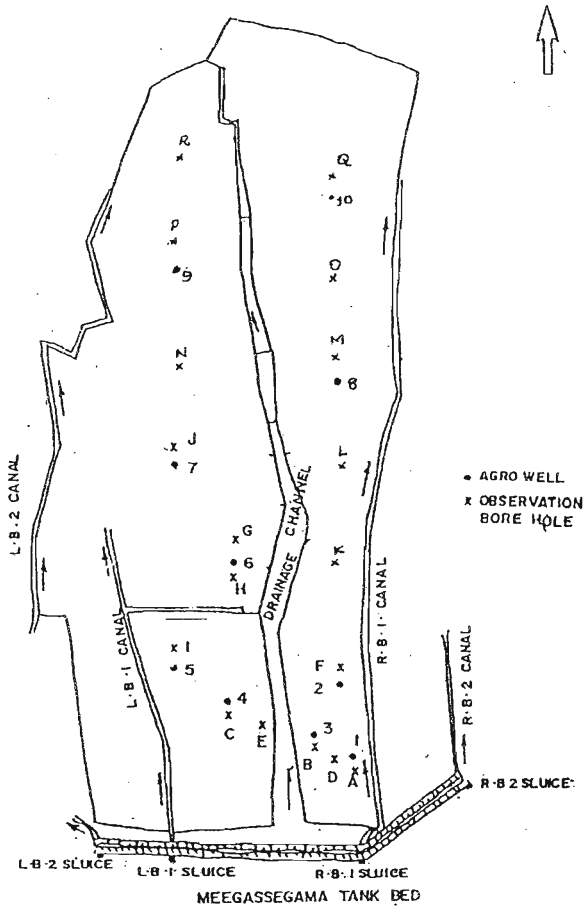 R
Q
10
P
9
O
N
M
8
J
7
L·B·2 CANAL
DRAINAGE CHANNEL
• AGRO WELL
x OBSERVATION
BORE HOLE
G
6
H
K
L·B·1 CANAL
R·B·1 CANAL
R·B·2 CANAL
I
5
F
2
4
C
E
3
B
D
1
A
R·B·2 SLUICE
L·B·2 SLUICE
L·B·1 SLUICE
R·B·1 SLUICE
MEEGASSEGAMA TANK BED